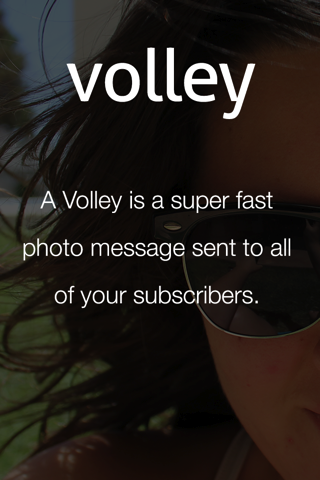 volley
A Volley is a super fast
photo message sent to all
of your subscribers.